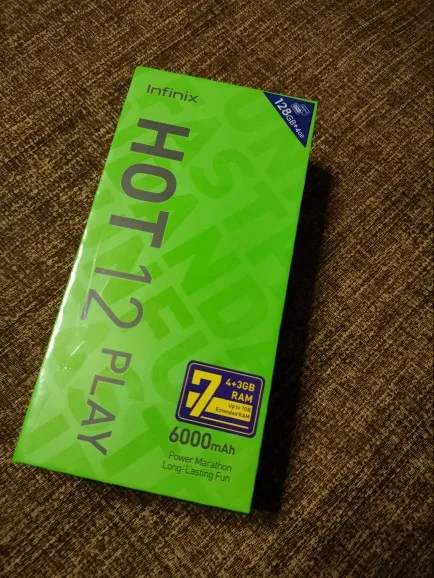 Infinix
128GB+4GB
HOT 12 PLAY
7
4+3GB
RAM
Up to 7GB
Extended RAM
6000mAh
Power Marathon
Long-Lasting Fun